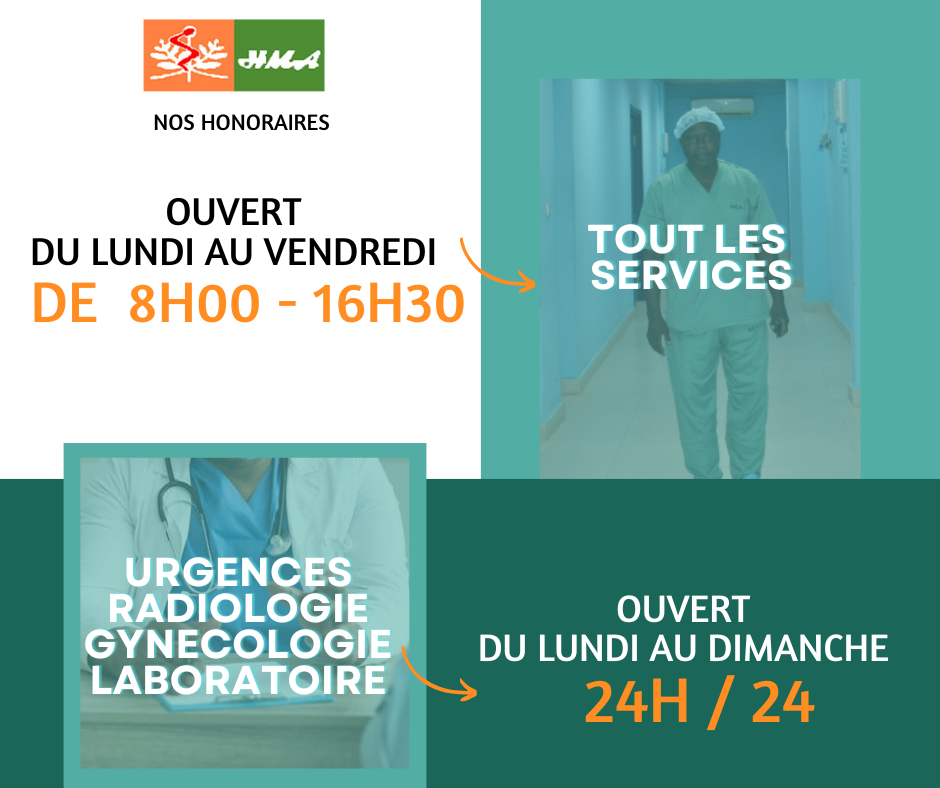 HMA
NOS HONORAIRES
OUVERT
DU LUNDI AU VENDREDI
DE 8H00 - 16H30
TOUT LES
SERVICES
URGENCES
RADIOLOGIE
GYNECOLOGIE
LABORATOIRE
OUVERT
DU LUNDI AU DIMANCHE
24H / 24